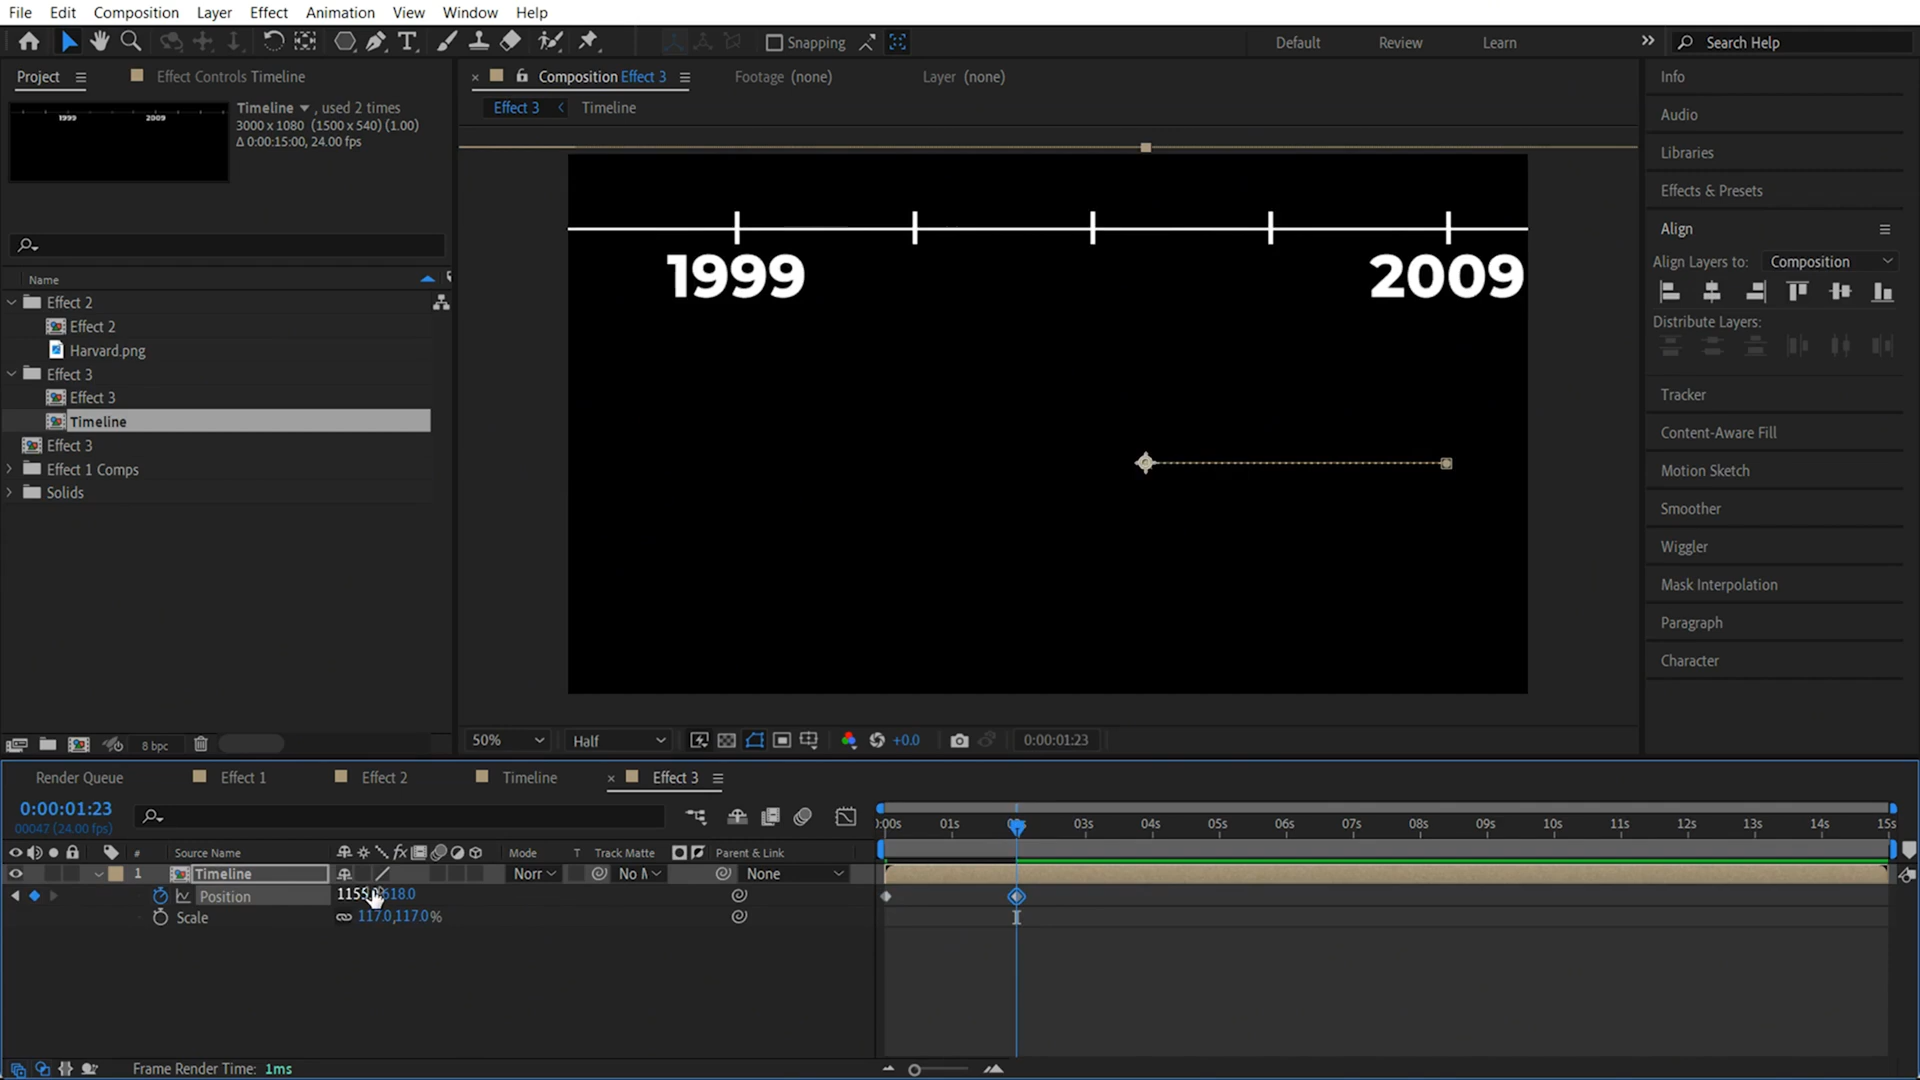 File Edit Composition Layer Effect Animation View Window Help
Snapping Default Review Learn Search Help
Project Effect Controls Timeline
Composition Effect 3 Footage (none) Layer (none)
Effect 3 Timeline
Timeline , used 2 times
3000 x 1080 (1500 x 540) (1.00)
Δ 0:00:15:00, 24.00 fps
1999 2009
Name
Effect 2
Effect 2
Harvard.png
Effect 3
Effect 3
Timeline
Effect 3
Effect 1 Comps
Solids
1999
2009
Info
Audio
Libraries
Effects & Presets
Align
Align Layers to: Composition
Distribute Layers:
Tracker
Content-Aware Fill
Motion Sketch
Smoother
Wiggler
Mask Interpolation
Paragraph
Character
8 bpc
50% Half +0.0 0:00:01:23
Render Queue Effect 1 Effect 2 Timeline Effect 3
0:00:01:23
00047 (24.00 fps)
:00s 01s 03s 04s 05s 06s 07s 08s 09s 10s 11s 12s 13s 14s 15s
# Source Name Mode T Track Matte Parent & Link
1 Timeline None
Position 618.0
Scale 117.0,117.0%
Frame Render Time: 1ms